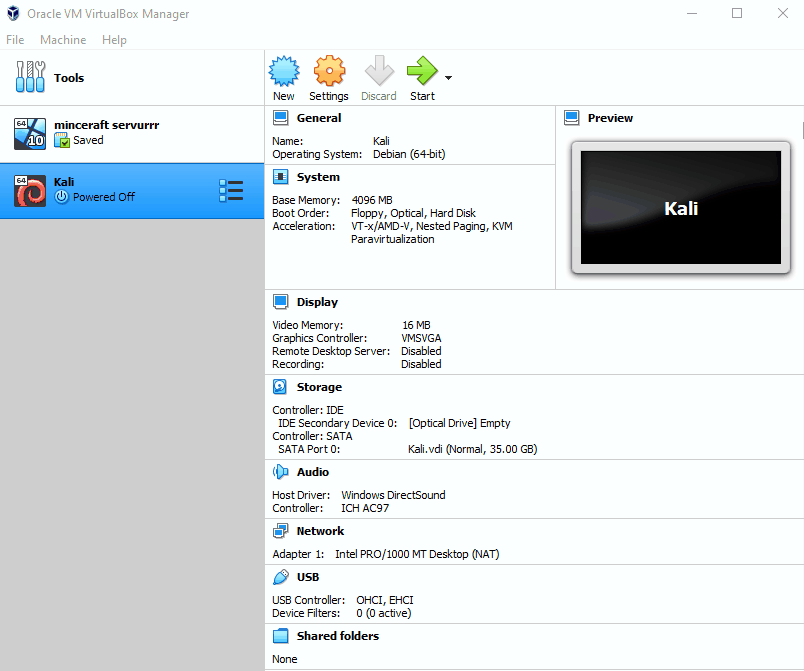 Oracle VM VirtualBox Manager
File Machine Help
Tools
New Settings Discard Start
64
10
minceraft servurrr
Saved
64
Kali
Powered Off
General
Name: Kali
Operating System: Debian (64-bit)
System
Base Memory: 4096 MB
Boot Order: Floppy, Optical, Hard Disk
Acceleration: VT-x/AMD-V, Nested Paging, KVM
Paravirtualization
Preview
Kali
Display
Video Memory: 16 MB
Graphics Controller: VMSVGA
Remote Desktop Server: Disabled
Recording: Disabled
Storage
Controller: IDE
IDE Secondary Device 0: [Optical Drive] Empty
Controller: SATA
SATA Port 0: Kali.vdi (Normal, 35.00 GB)
Audio
Host Driver: Windows DirectSound
Controller: ICH AC97
Network
Adapter 1: Intel PRO/1000 MT Desktop (NAT)
USB
USB Controller: OHCI, EHCI
Device Filters: 0 (0 active)
Shared folders
None